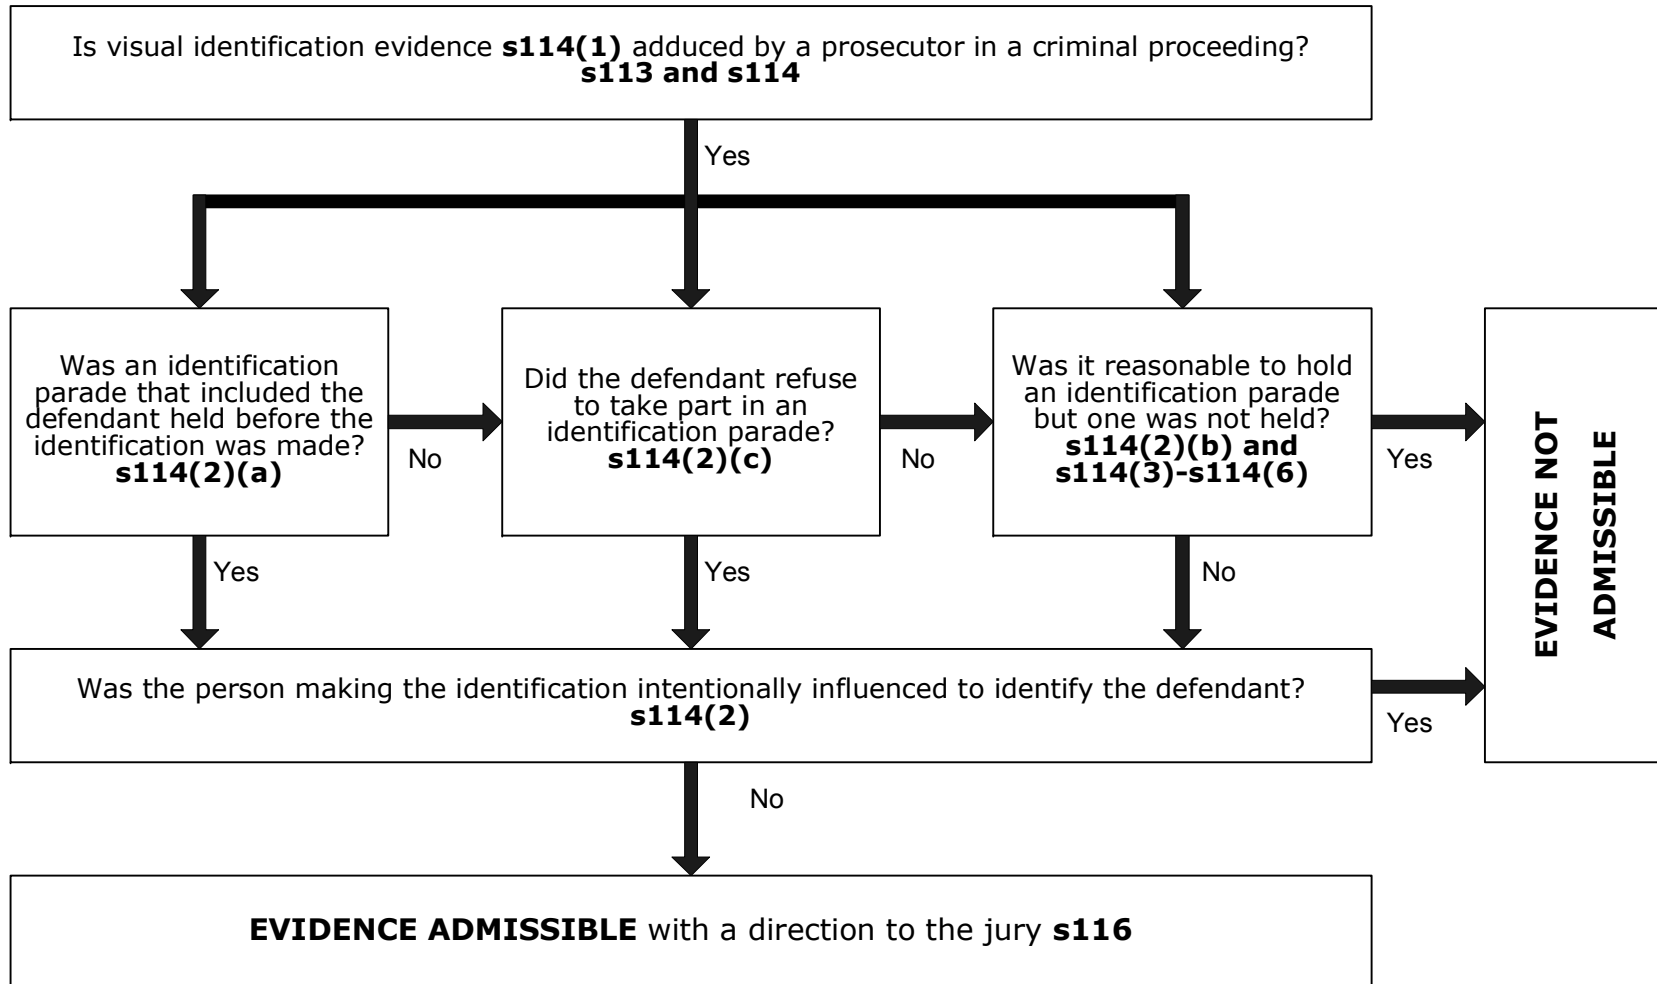 Is visual identification evidence s114(1) adduced by a prosecutor in a criminal proceeding?
s113 and s114
Yes
Was an identification
parade that included the
defendant held before the
identification was made?
s114(2)(a)
No
Did the defendant refuse
to take part in an
identification parade?
s114(2)(c)
No
Was it reasonable to hold
an identification parade
but one was not held?
s114(2)(b) and
s114(3)-s114(6)
Yes
EVIDENCE NOT
ADMISSIBLE
Yes
Yes
No
Was the person making the identification intentionally influenced to identify the defendant?
s114(2)
Yes
No
EVIDENCE ADMISSIBLE with a direction to the jury s116